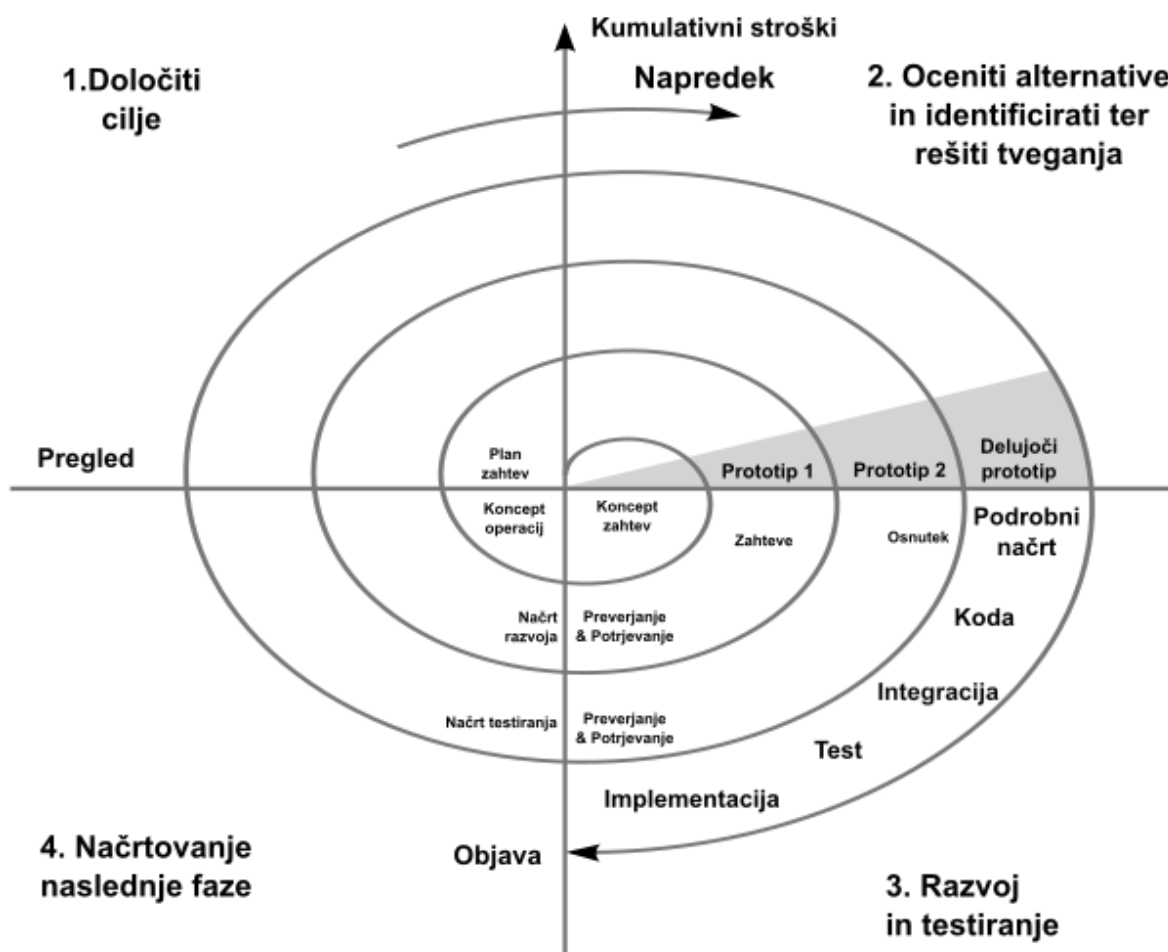 Kumulativni stroški
Napredek
1.Določiti
cilje
2. Oceniti alternative
in identificirati ter
rešiti tveganja
Pregled
Plan
zahtev
Prototip 1
Prototip 2
Delujoči
prototip
Koncept
operacij
Koncept
zahtev
Zahteve
Osnutek
Podrobni
načrt
Koda
Načrt
razvoja
Preverjanje
& Potrjevanje
Integracija
Načrt testiranja
Preverjanje
& Potrjevanje
Test
Implementacija
Objava
4. Načrtovanje
naslednje faze
3. Razvoj
in testiranje